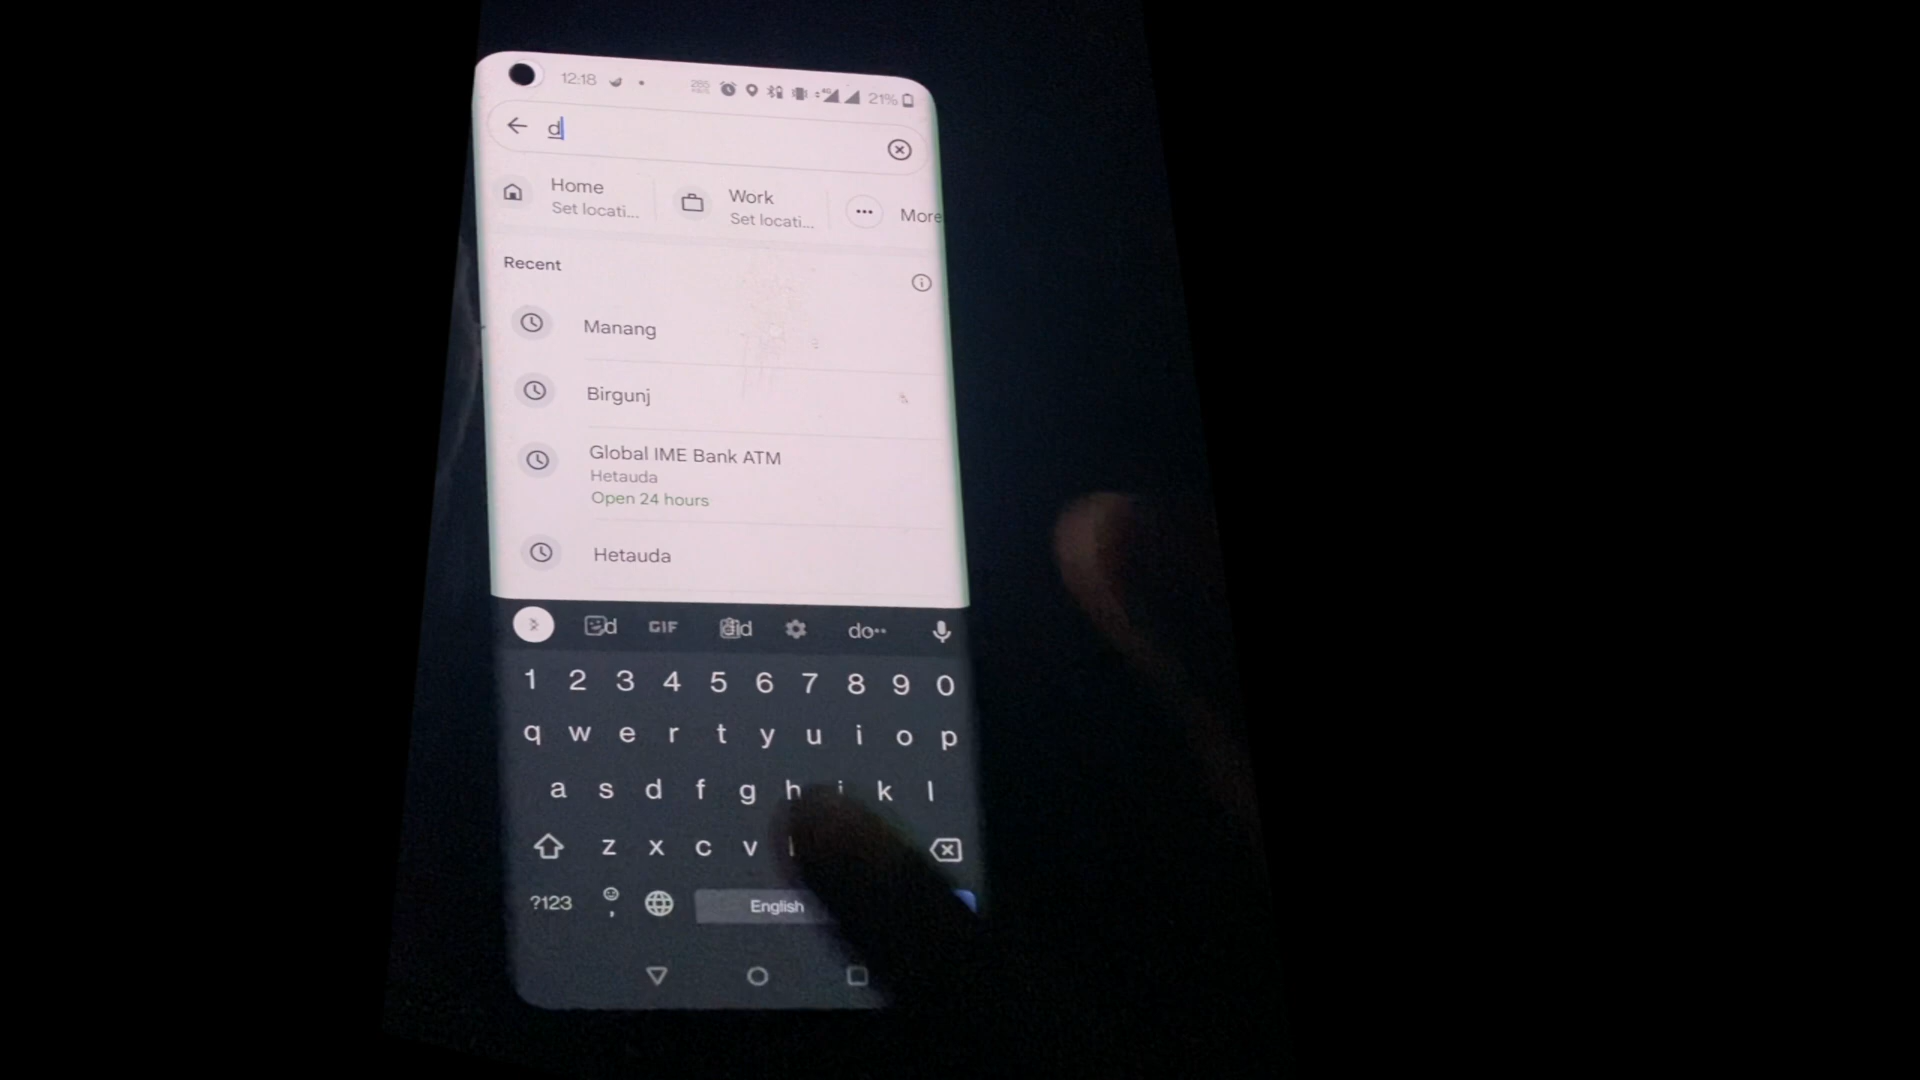 12:18
21%
d
Home
Set locati...
Work
Set locati...
More
Recent
Manang
Birgunj
Global IME Bank ATM
Hetauda
Open 24 hours
Hetauda
d GIF did do
1 2 3 4 5 6 7 8 9 0
q w e r t y u i o p
a s d f g h j k l
z x c v
?123 , English